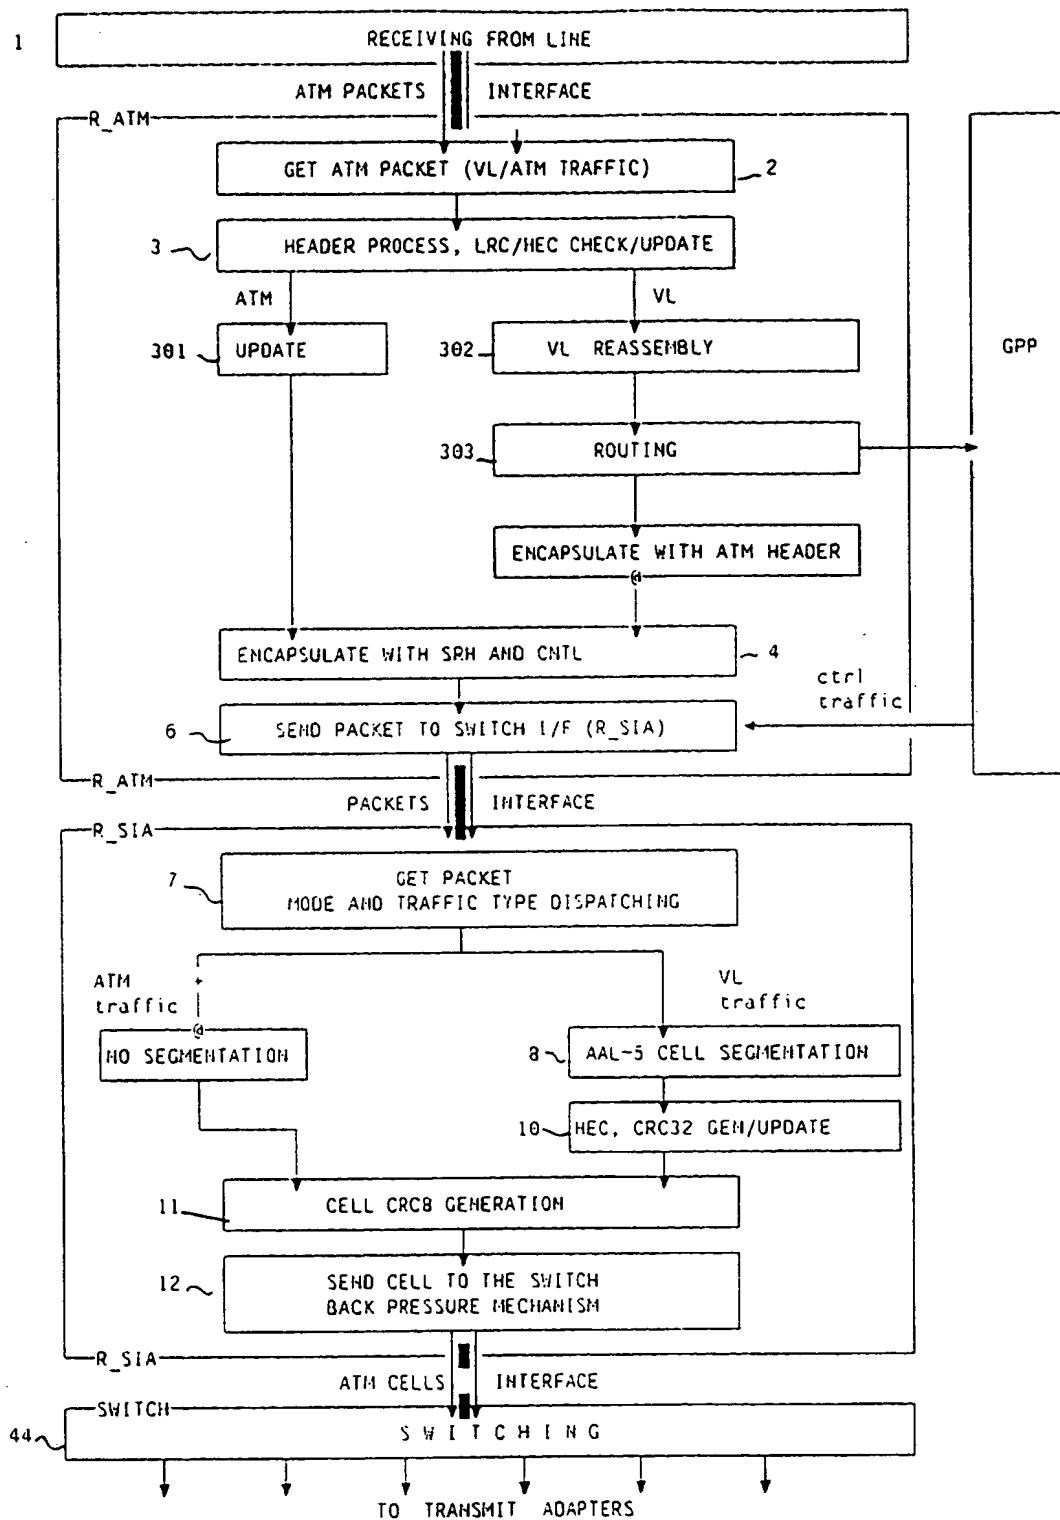 1
RECEIVING FROM LINE
ATM PACKETS INTERFACE
R_ATM
GET ATM PACKET (VL/ATM TRAFFIC)
2
3
HEADER PROCESS, LRC/HEC CHECK/UPDATE
ATM
VL
301
UPDATE
302
VL REASSEMBLY
GPP
303
ROUTING
ENCAPSULATE WITH ATM HEADER
@
ENCAPSULATE WITH SRH AND CNTL
4
ctrl
traffic
6
SEND PACKET TO SWITCH I/F (R_SIA)
R_ATM
PACKETS INTERFACE
R_SIA
7
GET PACKET
MODE AND TRAFFIC TYPE DISPATCHING
ATM
traffic
VL
traffic
@
NO SEGMENTATION
8
AAL-5 CELL SEGMENTATION
10
HEC, CRC32 GEN/UPDATE
11
CELL CRC8 GENERATION
12
SEND CELL TO THE SWITCH
BACK PRESSURE MECHANISM
R_SIA
ATM CELLS INTERFACE
SWITCH
44
S W I T C H I N G
TO TRANSMIT ADAPTERS